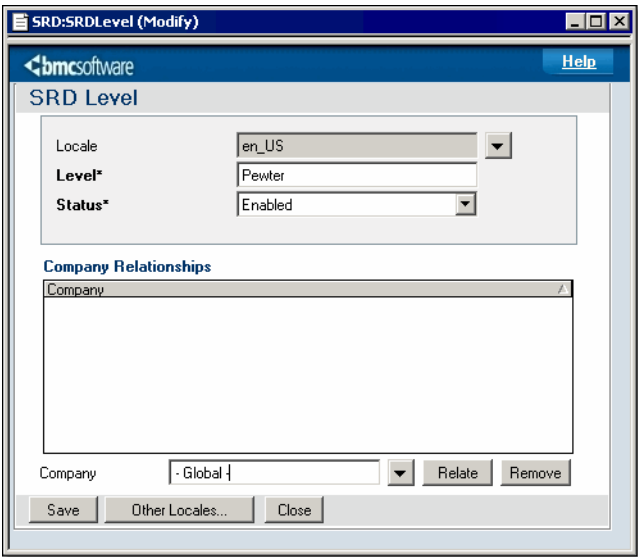 SRD:SRDLevel (Modify)
bmcsoftware
Help
SRD Level
Locale en_US
Level* Pewter
Status* Enabled
Company Relationships
Company
Company - Global - Relate Remove
Save Other Locales... Close